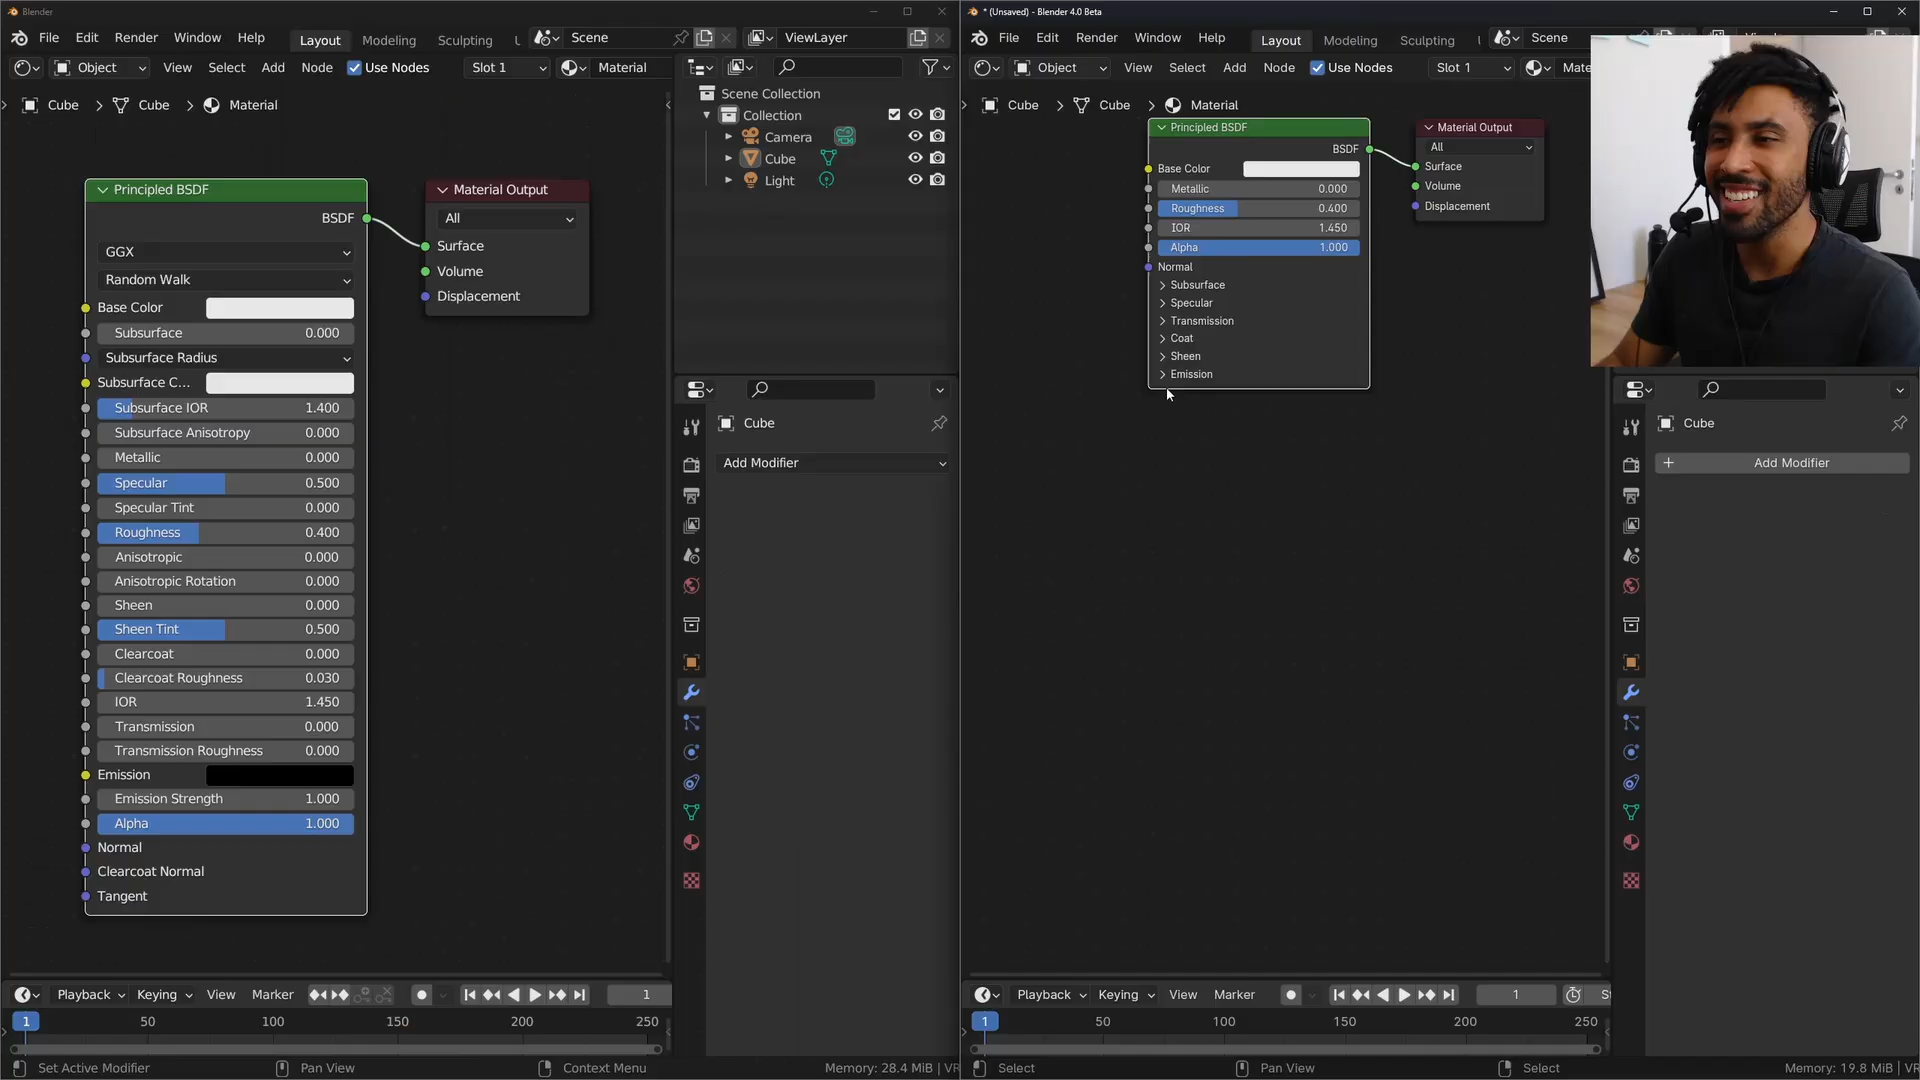 Blender
File Edit Render Window Help Layout Modeling Sculpting Scene ViewLayer
Object View Select Add Node Use Nodes Slot 1 Material
Cube > Cube > Material
Principled BSDF
BSDF
GGX
Random Walk
Base Color
Subsurface 0.000
Subsurface Radius
Subsurface C...
Subsurface IOR 1.400
Subsurface Anisotropy 0.000
Metallic 0.000
Specular 0.500
Specular Tint 0.000
Roughness 0.400
Anisotropic 0.000
Anisotropic Rotation 0.000
Sheen 0.000
Sheen Tint 0.500
Clearcoat 0.000
Clearcoat Roughness 0.030
IOR 1.450
Transmission 0.000
Transmission Roughness 0.000
Emission
Emission Strength 1.000
Alpha 1.000
Normal
Clearcoat Normal
Tangent
Material Output
All
Surface
Volume
Displacement
Scene Collection
Collection
Camera
Cube
Light
Cube
Add Modifier
Playback Keying View Marker 1
1 50 100 150 200 250
Set Active Modifier Pan View Context Menu Memory: 28.4 MiB | VR
* (Unsaved) - Blender 4.0 Beta
File Edit Render Window Help Layout Modeling Sculpting Scene
Object View Select Add Node Use Nodes Slot 1 Mate
Cube > Cube > Material
Principled BSDF
BSDF
Base Color
Metallic 0.000
Roughness 0.400
IOR 1.450
Alpha 1.000
Normal
Subsurface
Specular
Transmission
Coat
Sheen
Emission
Material Output
All
Surface
Volume
Displacement
Cube
+ Add Modifier
Playback Keying View Marker 1 S
1 50 100 150 200 250
Select Pan View Select Memory: 19.8 MiB | VR